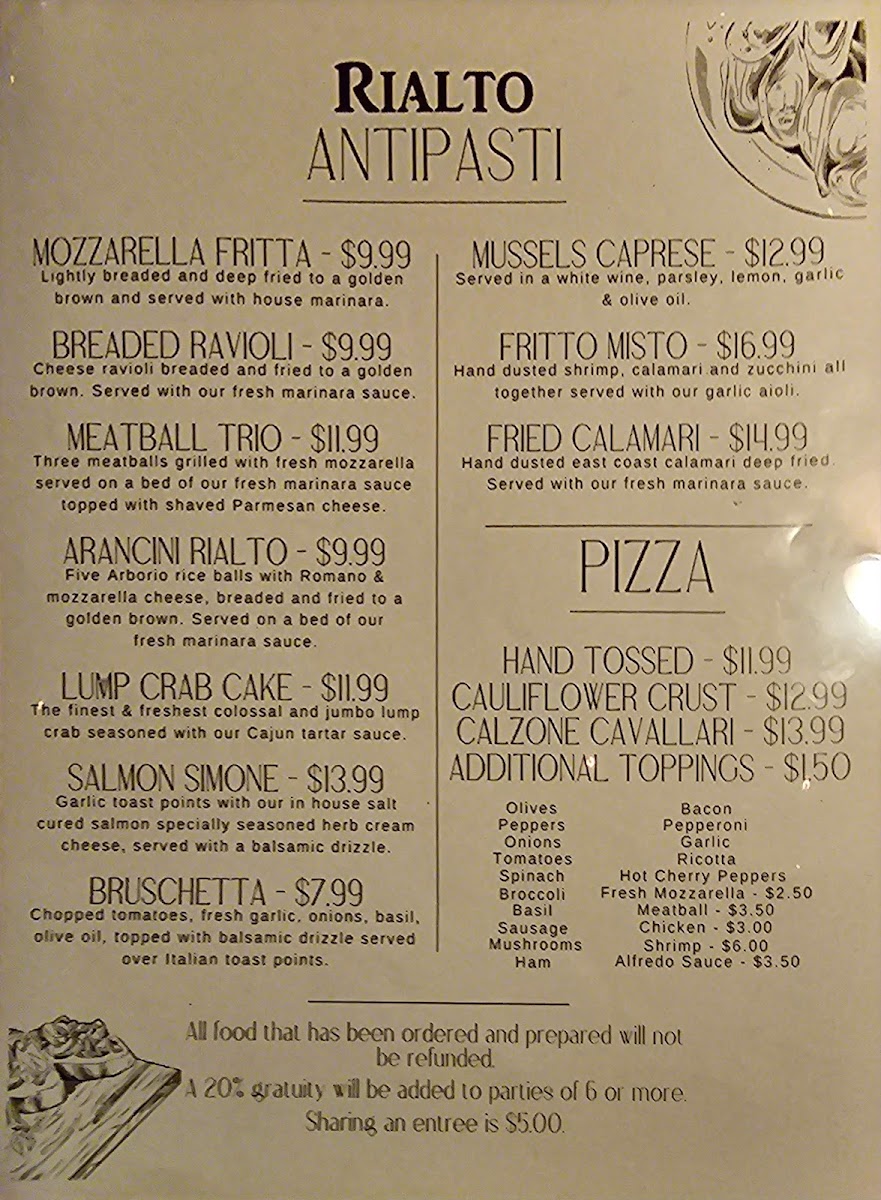 RIALTO
ANTIPASTI
MOZZARELLA FRITTA - $9.99
Lightly breaded and deep fried to a golden
brown and served with house marinara.
BREADED RAVIOLI - $9.99
Cheese ravioli breaded and fried to a golden
brown. Served with our fresh marinara sauce.
MEATBALL TRIO - $11.99
Three meatballs grilled with fresh mozzarella
served on a bed of our fresh marinara sauce
topped with shaved Parmesan cheese.
ARANCINI RIALTO - $9.99
Five Arborio rice balls with Romano &
mozzarella cheese, breaded and fried to a
golden brown. Served on a bed of our
fresh marinara sauce.
LUMP CRAB CAKE - $11.99
The finest & freshest colossal and jumbo lump
crab seasoned with our Cajun tartar sauce.
SALMON SIMONE - $13.99
Garlic toast points with our in house salt
cured salmon specially seasoned herb cream
cheese, served with a balsamic drizzle.
BRUSCHETTA - $7.99
Chopped tomatoes, fresh garlic, onions, basil,
olive oil, topped with balsamic drizzle served
over Italian toast points.
MUSSELS CAPRESE - $12.99
Served in a white wine, parsley, lemon, garlic
& olive oil.
FRITTO MISTO - $16.99
Hand dusted shrimp, calamari and zucchini all
together served with our garlic aioli.
FRIED CALAMARI - $14.99
Hand dusted east coast calamari deep fried.
Served with our fresh marinara sauce.
PIZZA
HAND TOSSED - $11.99
CAULIFLOWER CRUST - $12.99
CALZONE CAVALLARI - $13.99
ADDITIONAL TOPPINGS - $1.50
Olives
Peppers
Onions
Tomatoes
Spinach
Broccoli
Basil
Sausage
Mushrooms
Ham
Bacon
Pepperoni
Garlic
Ricotta
Hot Cherry Peppers
Fresh Mozzarella - $2.50
Meatball - $3.50
Chicken - $3.00
Shrimp - $6.00
Alfredo Sauce - $3.50
All food that has been ordered and prepared will not
be refunded.
A 20% gratuity will be added to parties of 6 or more.
Sharing an entree is $5.00.